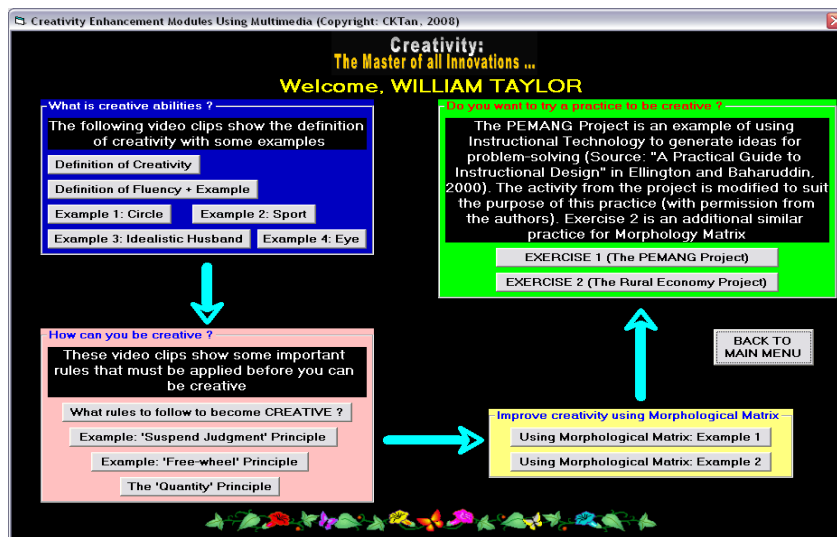 Creativity Enhancement Modules Using Multimedia (Copyright: CKTan, 2008)
Creativity:
The Master of all Innovations ...
Welcome, WILLIAM TAYLOR
What is creative abilities ?
The following video clips show the definition
of creativity with some examples
Definition of Creativity
Definition of Fluency + Example
Example 1: Circle
Example 2: Sport
Example 3: Idealistic Husband
Example 4: Eye
How can you be creative ?
These video clips show some important
rules that must be applied before you can
be creative
What rules to follow to become CREATIVE ?
Example: 'Suspend Judgment' Principle
Example: 'Free-wheel' Principle
The 'Quantity' Principle
Improve creativity using Morphological Matrix
Using Morphological Matrix: Example 1
Using Morphological Matrix: Example 2
Do you want to try a practice to be creative ?
The PEMANG Project is an example of using
Instructional Technology to generate ideas for
problem-solving (Source: "A Practical Guide to
Instructional Design" in Ellington and Baharuddin,
2000). The activity from the project is modified to suit
the purpose of this practice (with permission from
the authors). Exercise 2 is an additional similar
practice for Morphology Matrix
EXERCISE 1 (The PEMANG Project)
EXERCISE 2 (The Rural Economy Project)
BACK TO
MAIN MENU